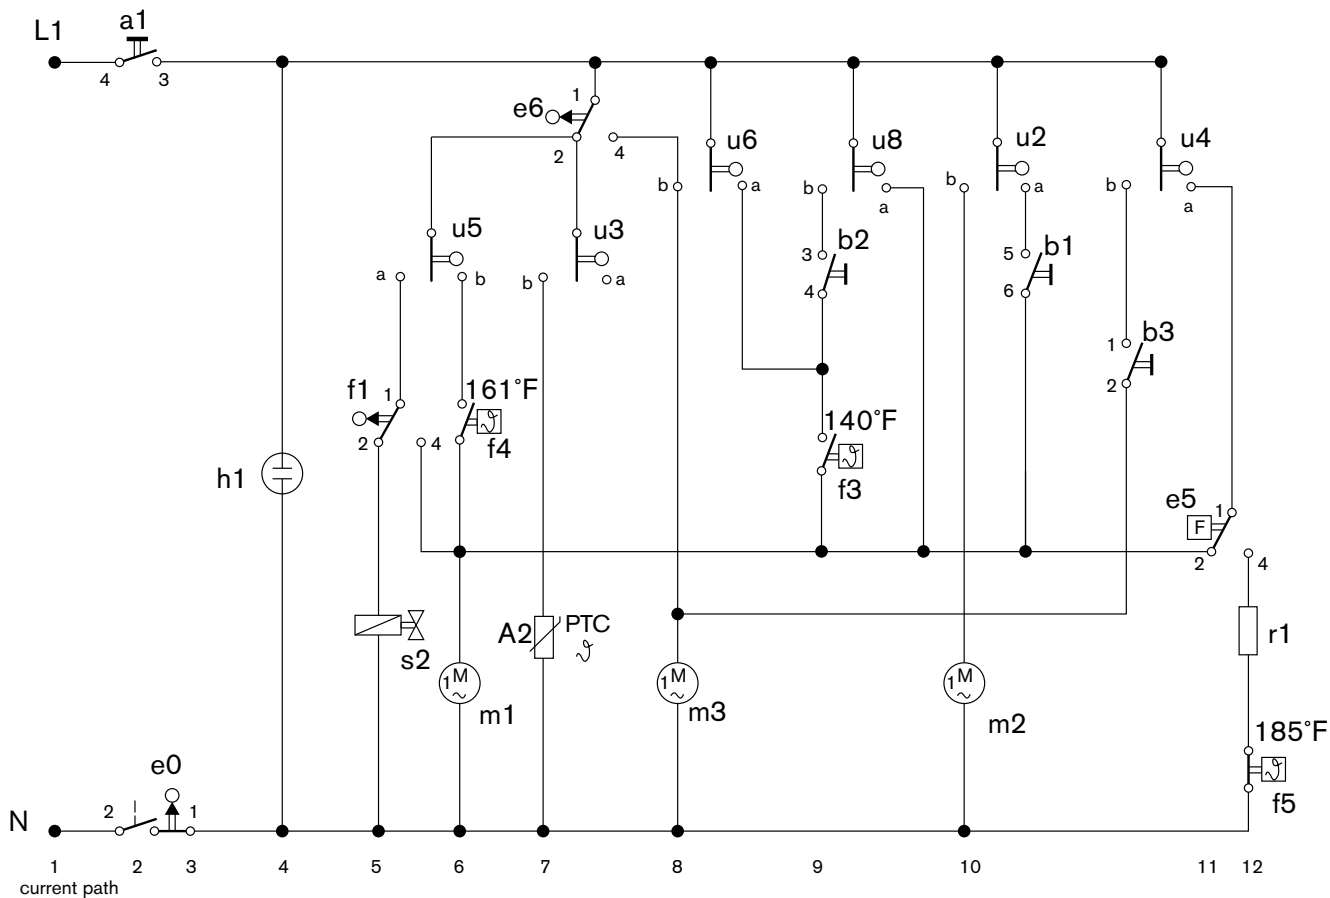 L1
a1
4 3
e6 1
2 4
u6
u8
u2
u4
b a
b a
b a
b a
u5
u3
a b
b a
b2
3
4
b1
5
6
b3
1
2
f1 1
2 4
161°F
f4
140°F
f3
h1
e5 1
F
2 4
s2
A2 PTC
ϑ
1 M
~
m1
1 M
~
m3
1 M
~
m2
r1
185°F
f5
e0
N
2 1
1 2 3 4 5 6 7 8 9 10 11 12
current path